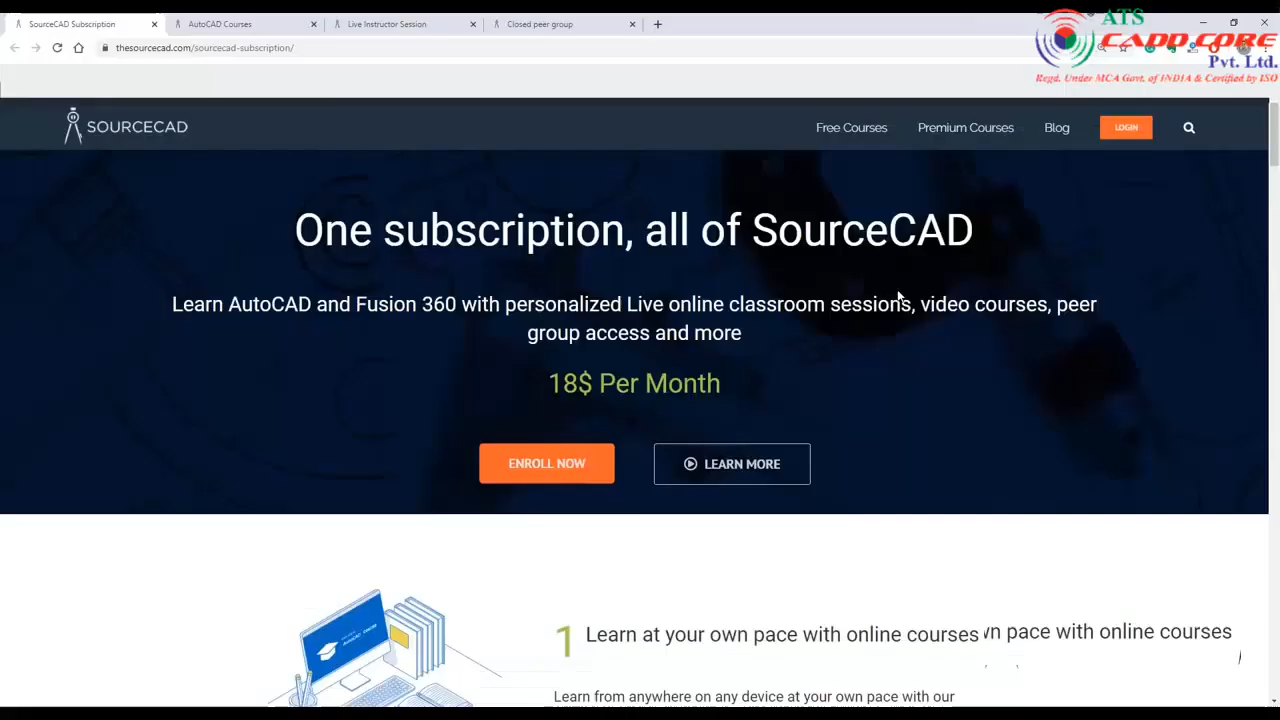 SourceCAD Subscription
AutoCAD Courses
Live Instructor Session
Closed peer group
thesourcecad.com/sourcecad-subscription/
ATS
CADD CORE
Pvt. Ltd.
Regd. Under MCA Govt. of INDIA & Certified by ISO
SOURCECAD
Free Courses
Premium Courses
Blog
LOGIN
One subscription, all of SourceCAD
Learn AutoCAD and Fusion 360 with personalized Live online classroom sessions, video courses, peer
group access and more
18$ Per Month
ENROLL NOW
LEARN MORE
1 Learn at your own pace with online courses
vn pace with online courses
Learn from anywhere on any device at your own pace with our